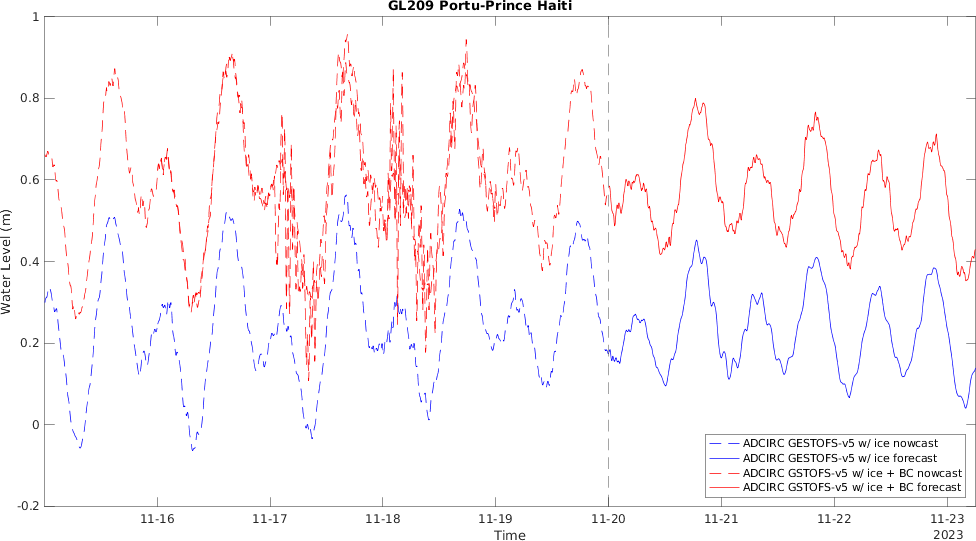 GL209 Portu-Prince Haiti
1
0.8
0.6
0.4
0.2
0
-0.2
Water Level (m)
ADCIRC GESTOFS-v5 w/ ice nowcast
ADCIRC GESTOFS-v5 w/ ice forecast
ADCIRC GSTOFS-v5 w/ ice + BC nowcast
ADCIRC GSTOFS-v5 w/ ice + BC forecast
11-16 11-17 11-18 11-19 11-20 11-21 11-22 11-23
Time 2023